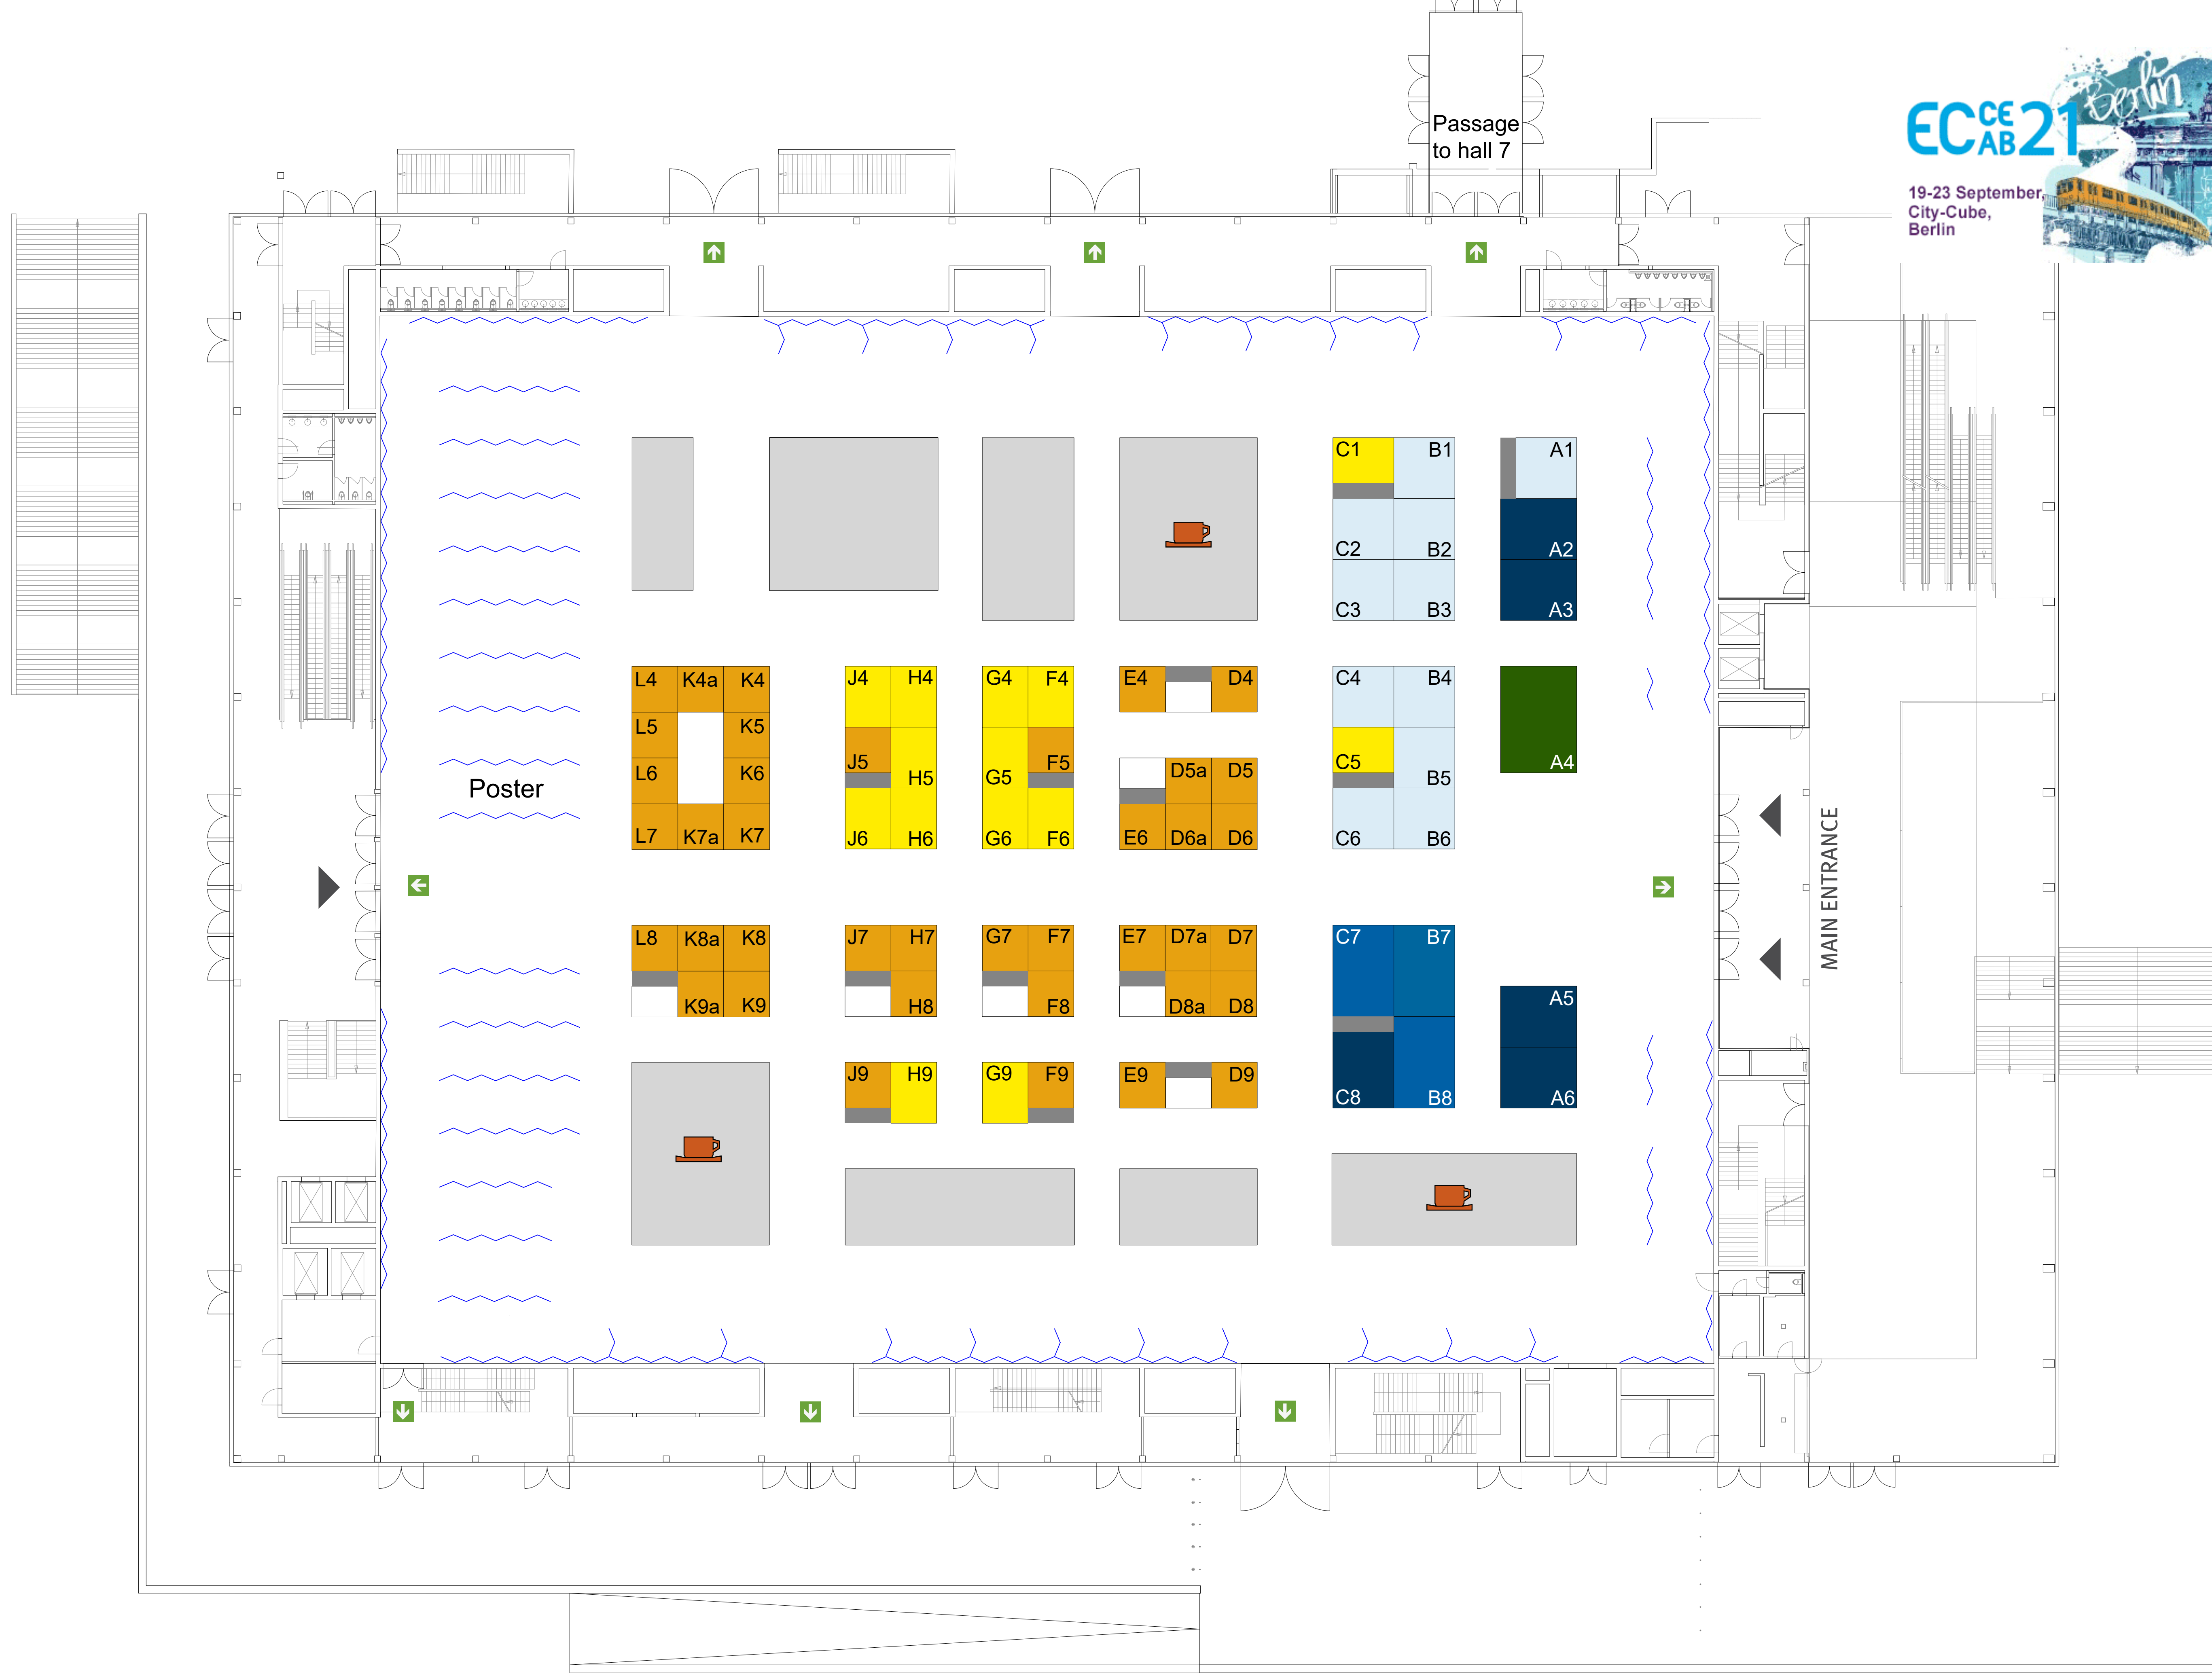 Passage
to hall 7
Berlin
EC CE AB 21
19-23 September,
City-Cube,
Berlin
C1 B1 A1
C2 B2 A2
C3 B3 A3
L4 K4a K4 J4 H4 G4 F4 E4 D4 C4 B4
L5 K5 J5 H5 G5 F5 D5a D5 C5 B5 A4
L6 K6
Poster
L7 K7a K7 J6 H6 G6 F6 E6 D6a D6 C6 B6
MAIN ENTRANCE
L8 K8a K8 J7 H7 G7 F7 E7 D7a D7 C7 B7
A5
K9a K9 H8 F8 D8a D8
J9 H9 G9 F9 E9 D9 C8 B8 A6